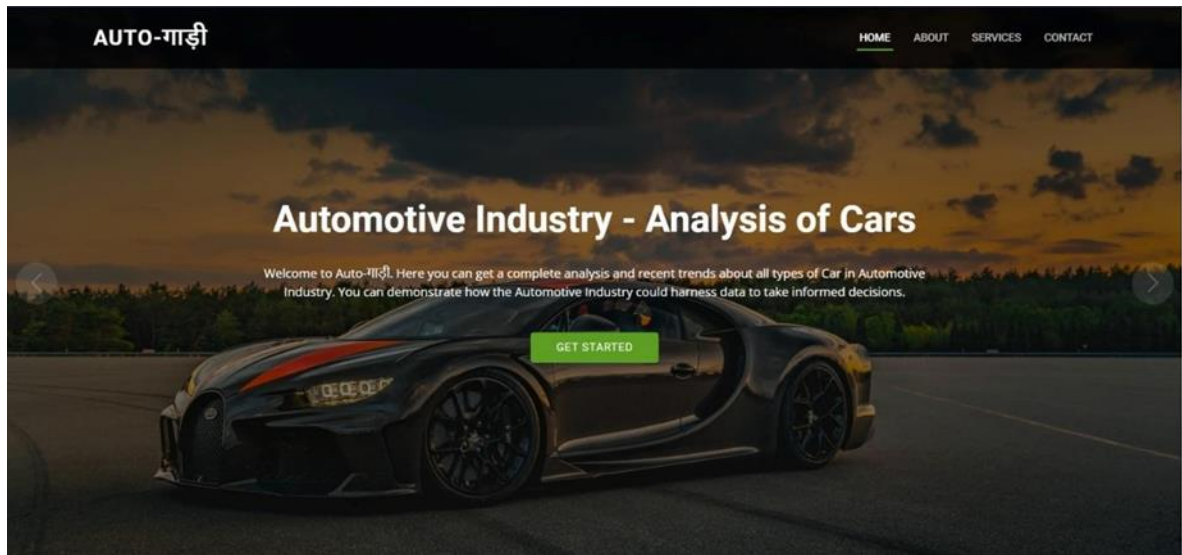 AUTO-गाड़ी
HOME ABOUT SERVICES CONTACT
Automotive Industry - Analysis of Cars
Welcome to Auto-गाड़ी. Here you can get a complete analysis and recent trends about all types of Car in Automotive
Industry. You can demonstrate how the Automotive Industry could harness data to take informed decisions.
GET STARTED